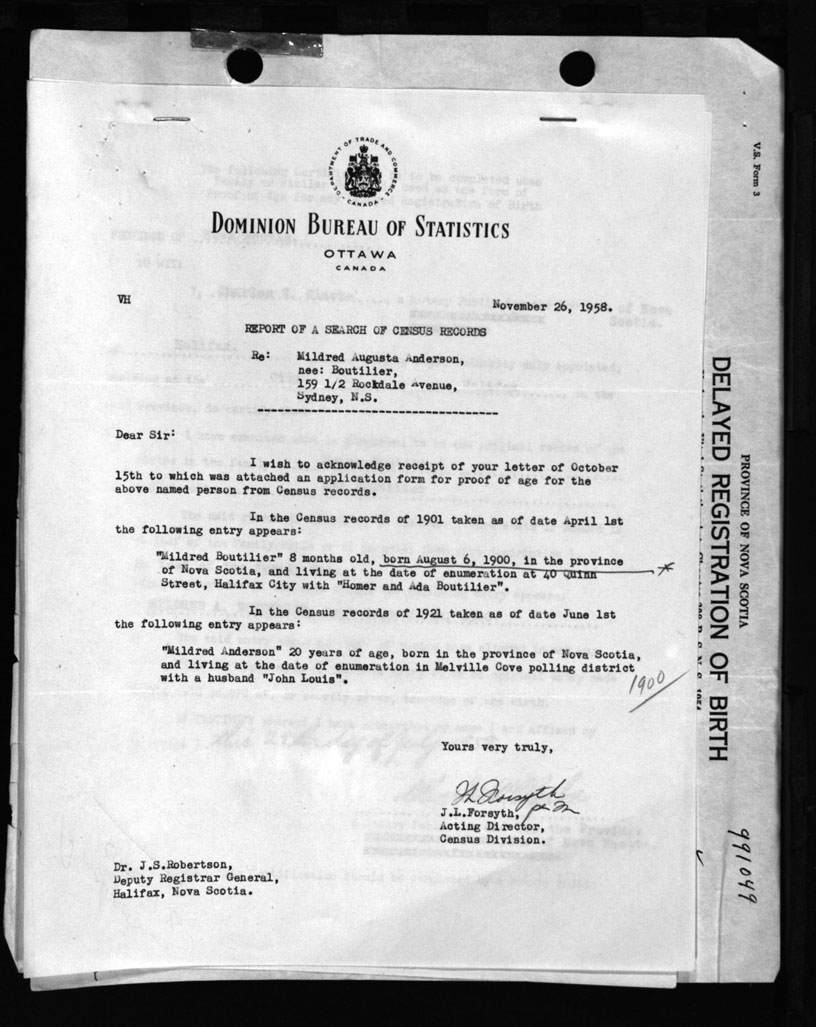 DEPARTMENT OF TRADE AND COMMERCE
CANADA
DOMINION BUREAU OF STATISTICS
OTTAWA
CANADA
VH
November 26, 1958.
REPORT OF A SEARCH OF CENSUS RECORDS
Re: Mildred Augusta Anderson,
nee: Boutilier,
159 1/2 Rockdale Avenue,
Sydney, N.S.
Dear Sir:
I wish to acknowledge receipt of your letter of October
15th to which was attached an application form for proof of age for the
above named person from Census records.
In the Census records of 1901 taken as of date April 1st
the following entry appears:
"Mildred Boutilier" 8 months old, born August 6, 1900, in the province
of Nova Scotia, and living at the date of enumeration at 40 Quinn
Street, Halifax City with "Homer and Ada Boutilier".
In the Census records of 1921 taken as of date June 1st
the following entry appears:
"Mildred Anderson" 20 years of age, born in the province of Nova Scotia,
and living at the date of enumeration in Melville Cove polling district
with a husband "John Louis".
1900
Yours very truly,
J.L.Forsyth,
Acting Director,
Census Division.
Dr. J.S.Robertson,
Deputy Registrar General,
Halifax, Nova Scotia.
V.S. Form 3
PROVINCE OF NOVA SCOTIA
DELAYED REGISTRATION OF BIRTH
991049